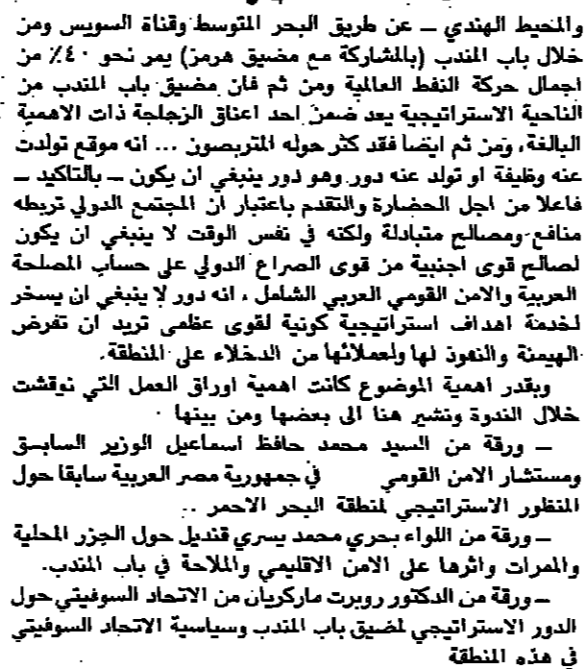 والمحيط الهندي ــ عن طريق البحر المتوسط وقناة السويس ومن
خلال باب المندب (بالمشاركة مع مضيق هرمز) يمر نحو ٤٠٪ من
اجمال حركة النفط العالمية ومن ثم فان مضيق باب المندب من
الناحية الاستراتيجية يعد ضمن احد اعناق الزجاجة ذات الاهمية
البالغة، ومن ثم ايضا فقد كثر حوله المتربصون ... انه موقع تولدت
عنه وظيفة او تولد عنه دور وهو دور ينبغي ان يكون ــ بالتاكيد ــ
فاعلا من اجل الحضارة والتقدم باعتبار ان المجتمع الدولي تربطه
منافع ومصالح متبادلة ولكنه في نفس الوقت لا ينبغي ان يكون
لصالح قوى اجنبية من قوى الصراع الدولي على حساب المصلحة
العربية والامن القومي العربي الشامل ، انه دور لا ينبغي ان يسخر
لخدمة اهداف استراتيجية كونية لقوى عظمى تريد ان تفرض
الهيمنة والنفوذ لها ولعملائها من الدخلاء على المنطقة.
وبقدر اهمية الموضوع كانت اهمية اوراق العمل التي نوقشت
خلال الندوة ونشير هنا الى بعضها ومن بينها ٠
ــ ورقة من السيد محمد حافظ اسماعيل الوزير السابق
ومستشار الامن القومي في جمهورية مصر العربية سابقا حول
المنظور الاستراتيجي لمنطقة البحر الاحمر ..
ــ ورقة من اللواء بحري محمد يسري قنديل حول الجزر المحلية
والممرات واثرها على الامن الاقليمي والملاحة في باب المندب.
ــ ورقة من الدكتور روبرت ماركريان من الاتحاد السوفيتي حول
الدور الاستراتيجي لمضيق باب المندب وسياسية الاتحاد السوفيتي
في هذه المنطقة